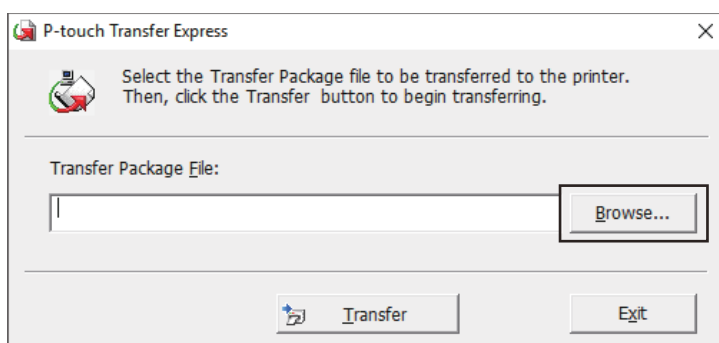 P-touch Transfer Express
Select the Transfer Package file to be transferred to the printer.
Then, click the Transfer button to begin transferring.
Transfer Package File:
Browse...
Transfer
Exit